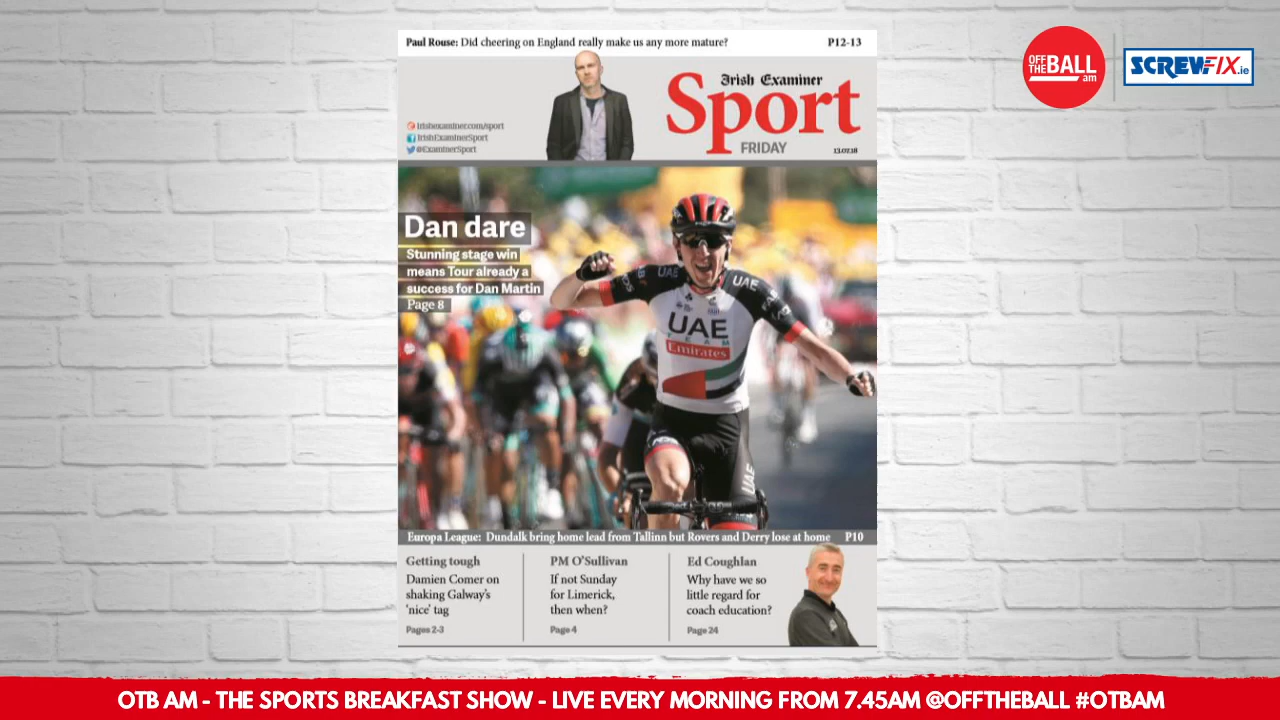 Paul Rouse: Did cheering on England really make us any more mature? P12-13
OFF THE BALL am
SCREWFIX.ie
Irish Examiner
Sport
FRIDAY 13.07.18
irishexaminer.com/sport
IrishExaminerSport
@ExaminerSport
Dan dare
Stunning stage win
means Tour already a
success for Dan Martin
Page 8
UAE
UAE
UAE
TEAM
Emirates
UAE
Europa League: Dundalk bring home lead from Tallinn but Rovers and Derry lose at home P10
Getting tough
Damien Comer on
shaking Galway's
'nice' tag
Pages 2-3
PM O'Sullivan
If not Sunday
for Limerick,
then when?
Page 4
Ed Coughlan
Why have we so
little regard for
coach education?
Page 24
OTB AM - THE SPORTS BREAKFAST SHOW - LIVE EVERY MORNING FROM 7.45AM @OFFTHEBALL #OTBAM